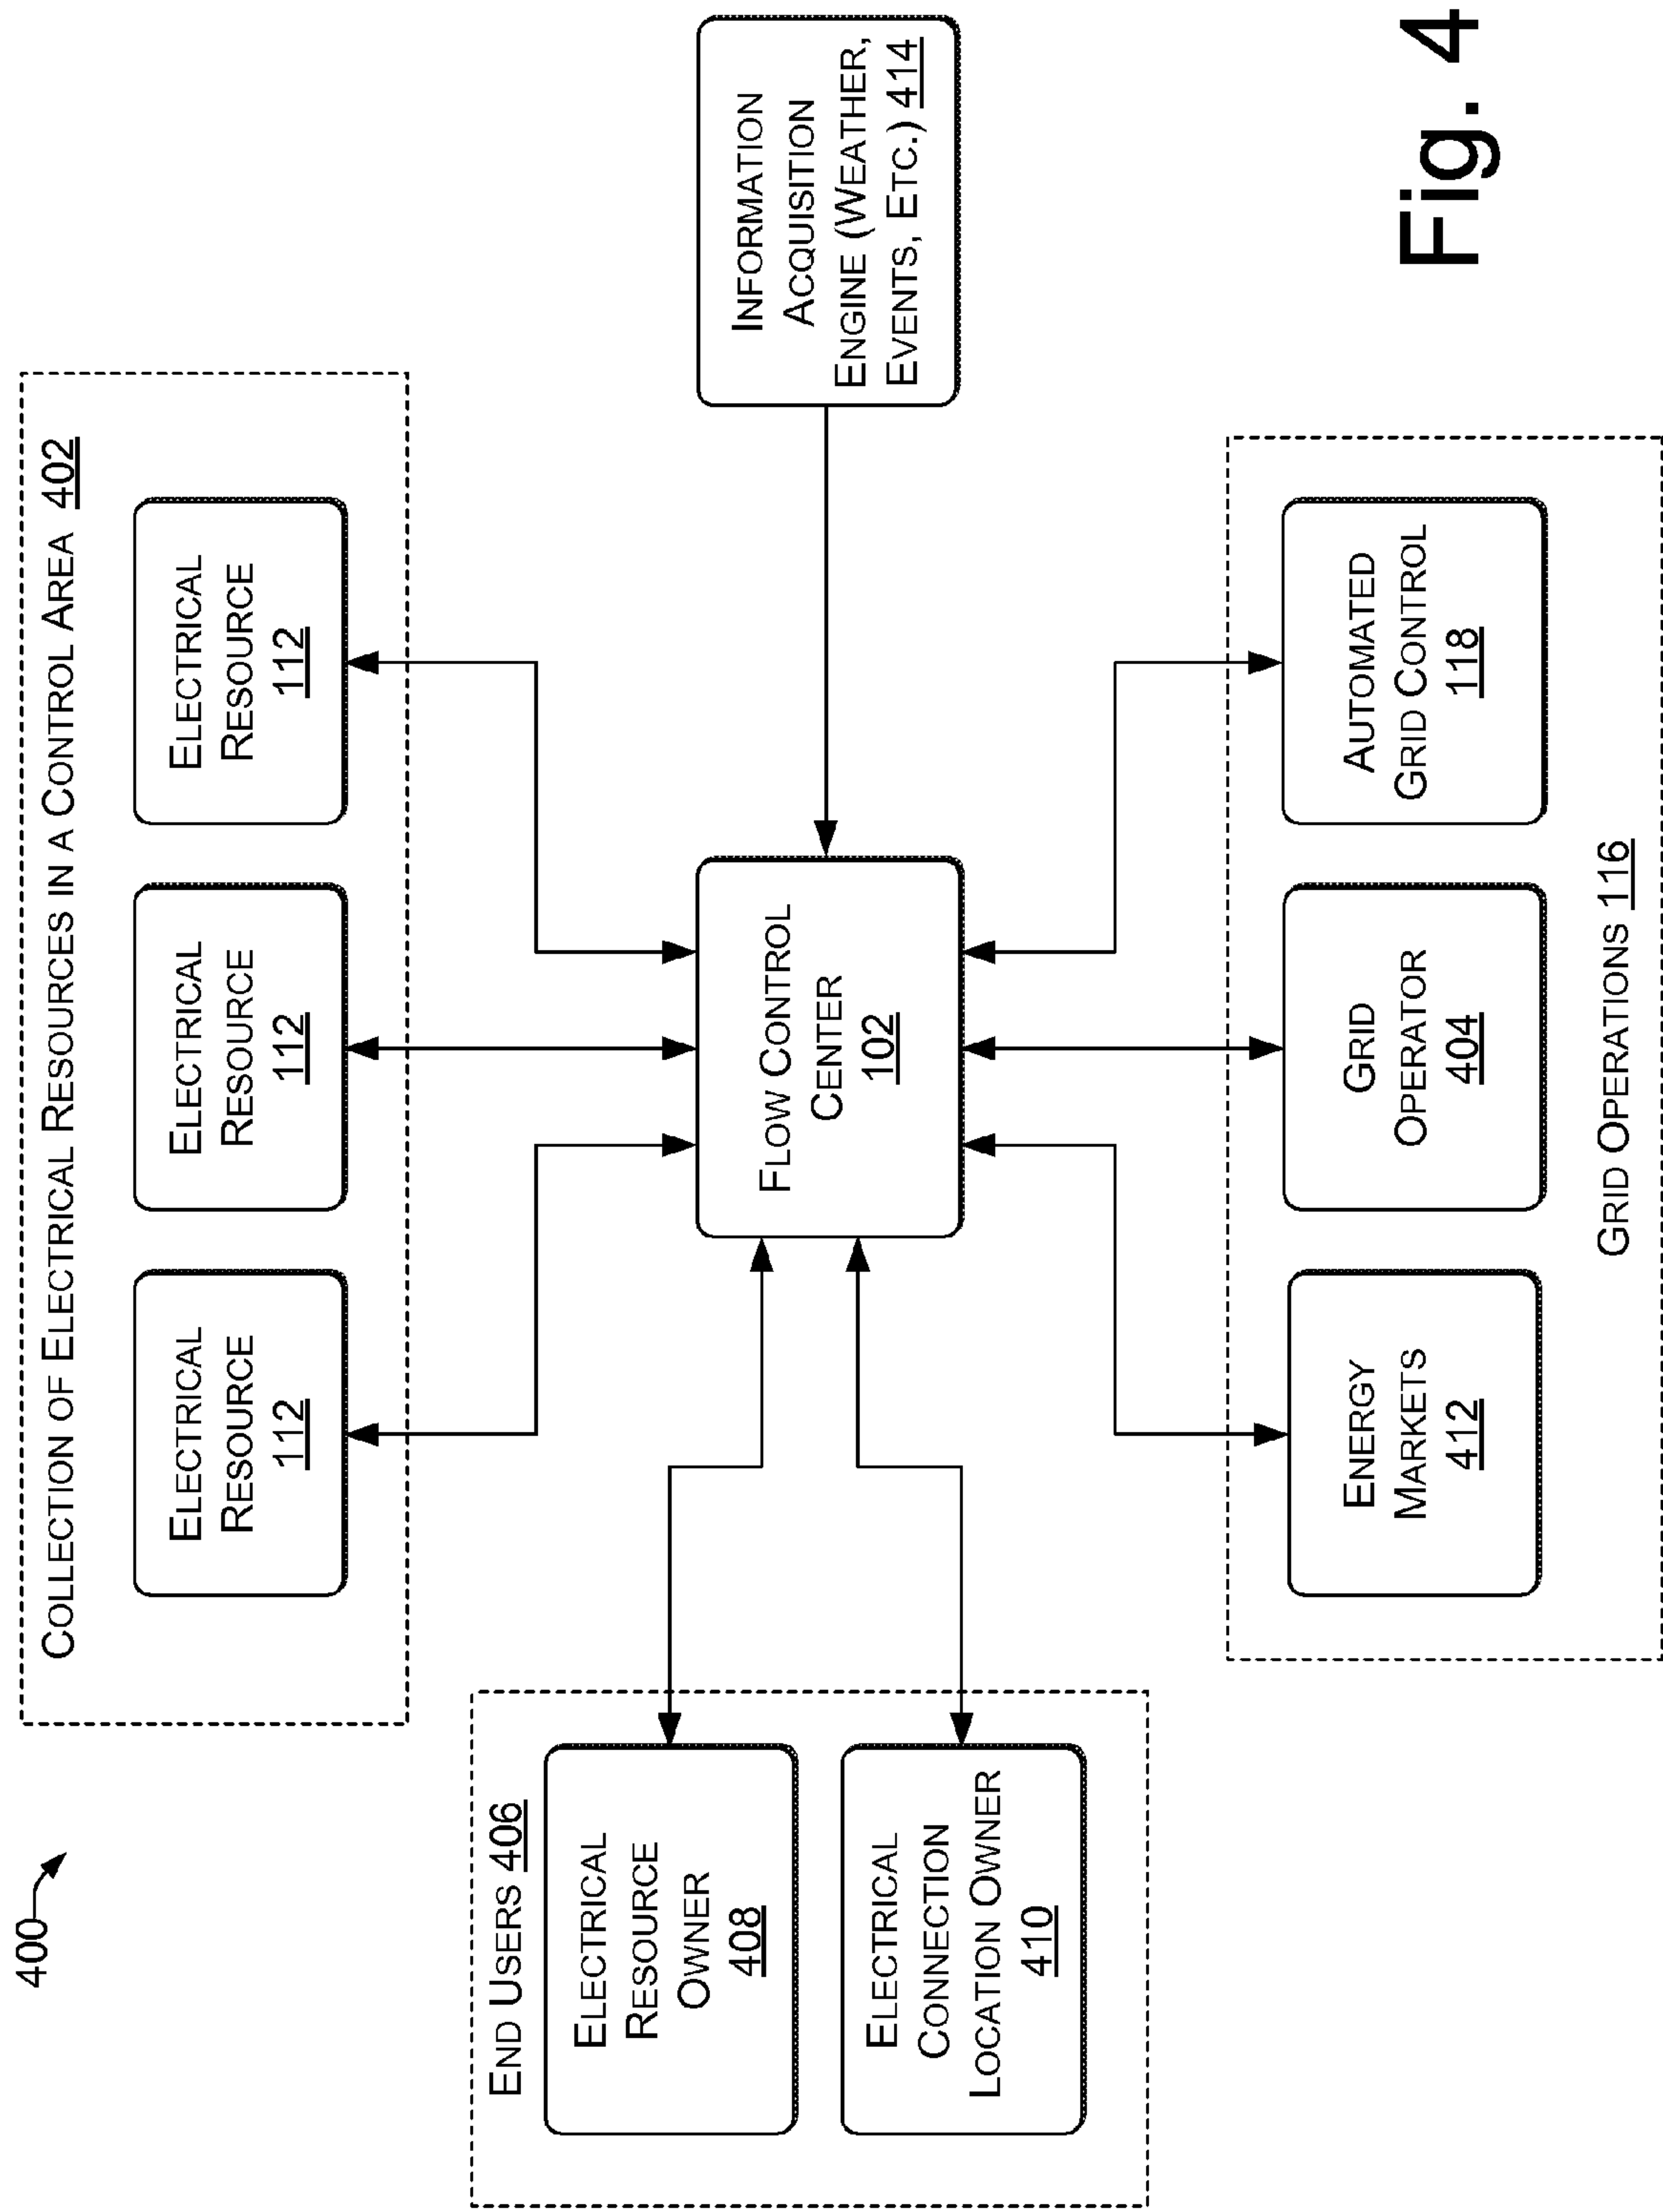 400
COLLECTION OF ELECTRICAL RESOURCES IN A CONTROL AREA 402
ELECTRICAL
RESOURCE
112
ELECTRICAL
RESOURCE
112
ELECTRICAL
RESOURCE
112
END USERS 406
ELECTRICAL
RESOURCE
OWNER
408
ELECTRICAL
CONNECTION
LOCATION OWNER
410
FLOW CONTROL
CENTER
102
INFORMATION
ACQUISITION
ENGINE (WEATHER,
EVENTS, ETC.) 414
ENERGY
MARKETS
412
GRID
OPERATOR
404
AUTOMATED
GRID CONTROL
118
GRID OPERATIONS 116
Fig. 4